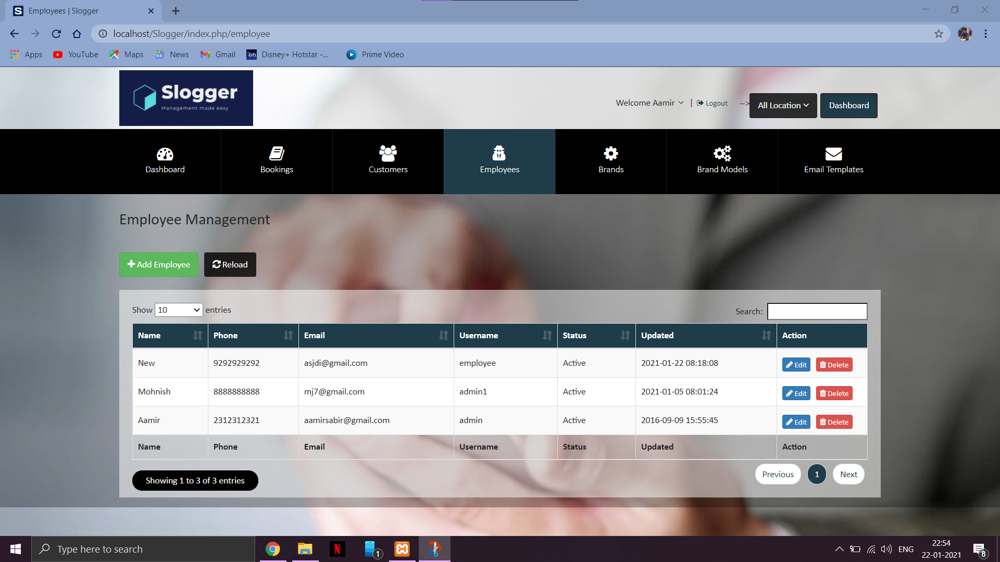 Employees | Slogger
localhost/Slogger/index.php/employee
Apps YouTube Maps News Gmail Disney+ Hotstar -... Prime Video
Slogger
Management made easy
Welcome Aamir | Logout --> All Location Dashboard
Dashboard Bookings Customers Employees Brands Brand Models Email Templates
Employee Management
Add Employee Reload
Show 10 entries Search:
Name Phone Email Username Status Updated Action
New 9292929292 asjdi@gmail.com employee Active 2021-01-22 08:18:08 Edit Delete
Mohnish 8888888888 mj7@gmail.com admin1 Active 2021-01-05 08:01:24 Edit Delete
Aamir 2312312321 aamirsabir@gmail.com admin Active 2016-09-09 15:55:45 Edit Delete
Name Phone Email Username Status Updated Action
Showing 1 to 3 of 3 entries Previous 1 Next
Type here to search 1 ENG 22:54
22-01-2021 8